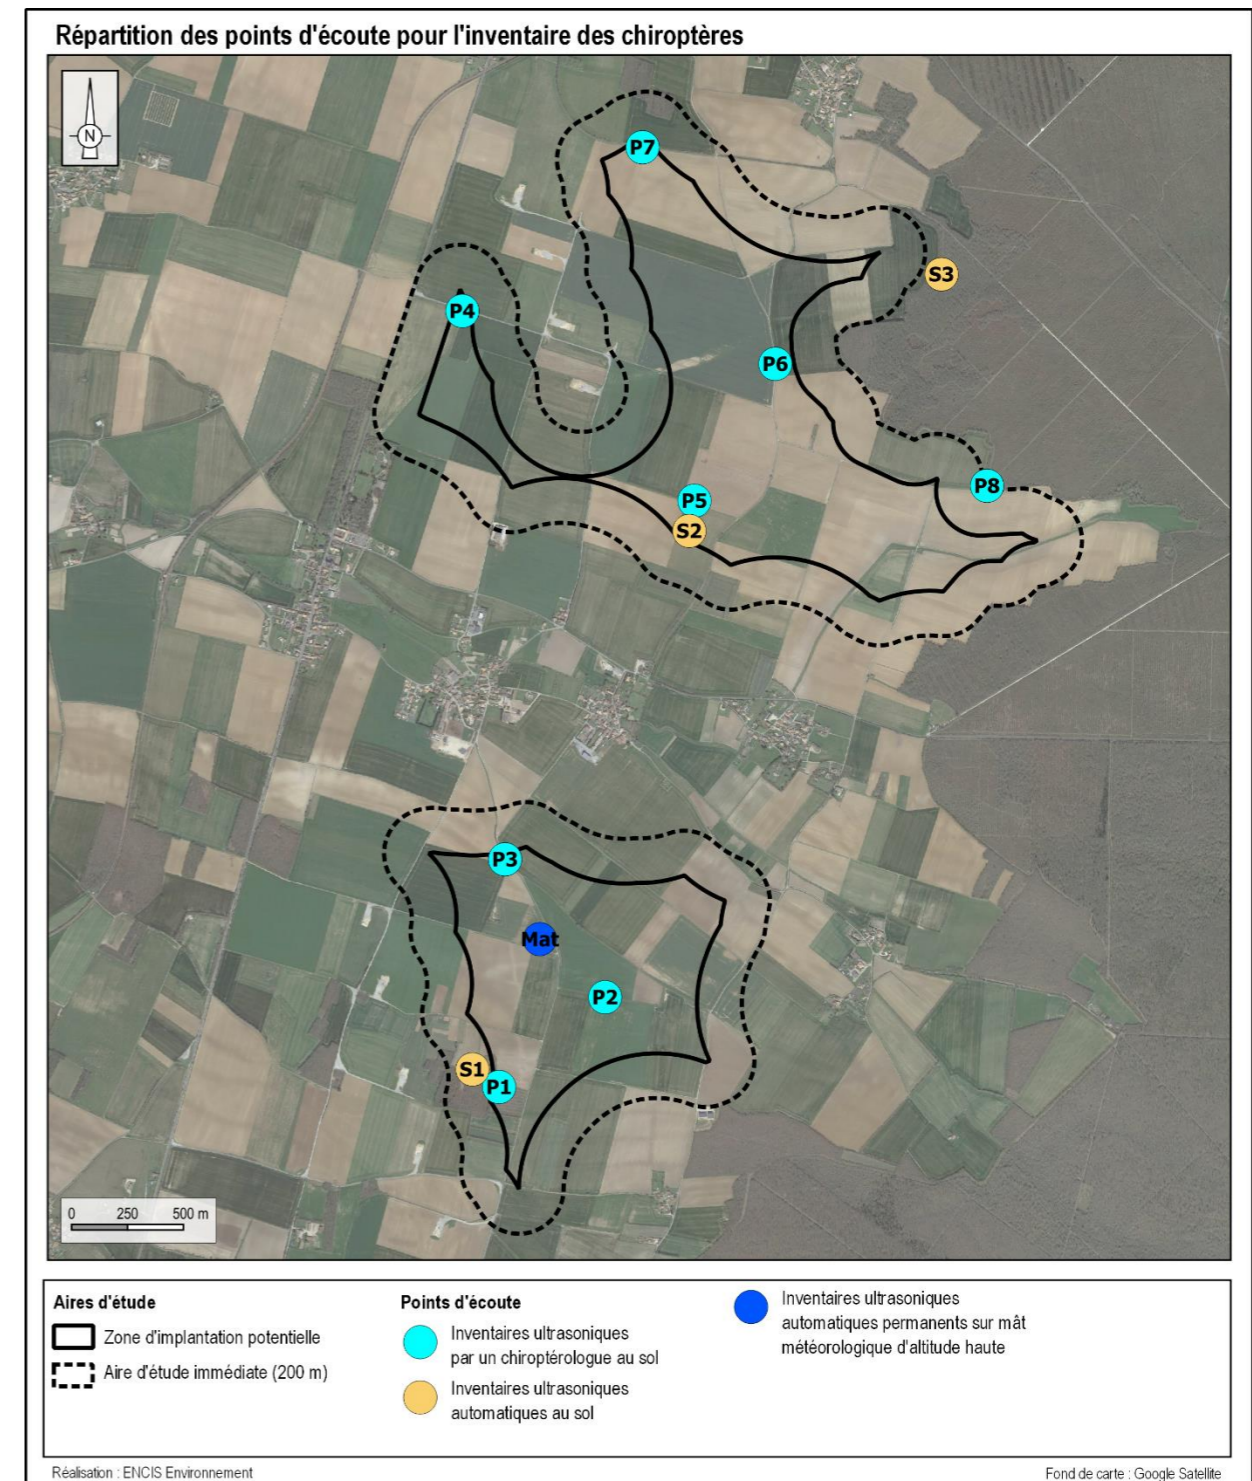 Répartition des points d'écoute pour l'inventaire des chiroptères
N
P7
S3
P4
P6
P8
P5
S2
P3
Mat
P2
S1
P1
0 250 500 m
Aires d'étude
Zone d'implantation potentielle
Aire d'étude immédiate (200 m)
Points d'écoute
Inventaires ultrasoniques
par un chiroptérologue au sol
Inventaires ultrasoniques
automatiques au sol
Inventaires ultrasoniques
automatiques permanents sur mât
météorologique d'altitude haute
Réalisation : ENCIS Environnement
Fond de carte : Google Satellite